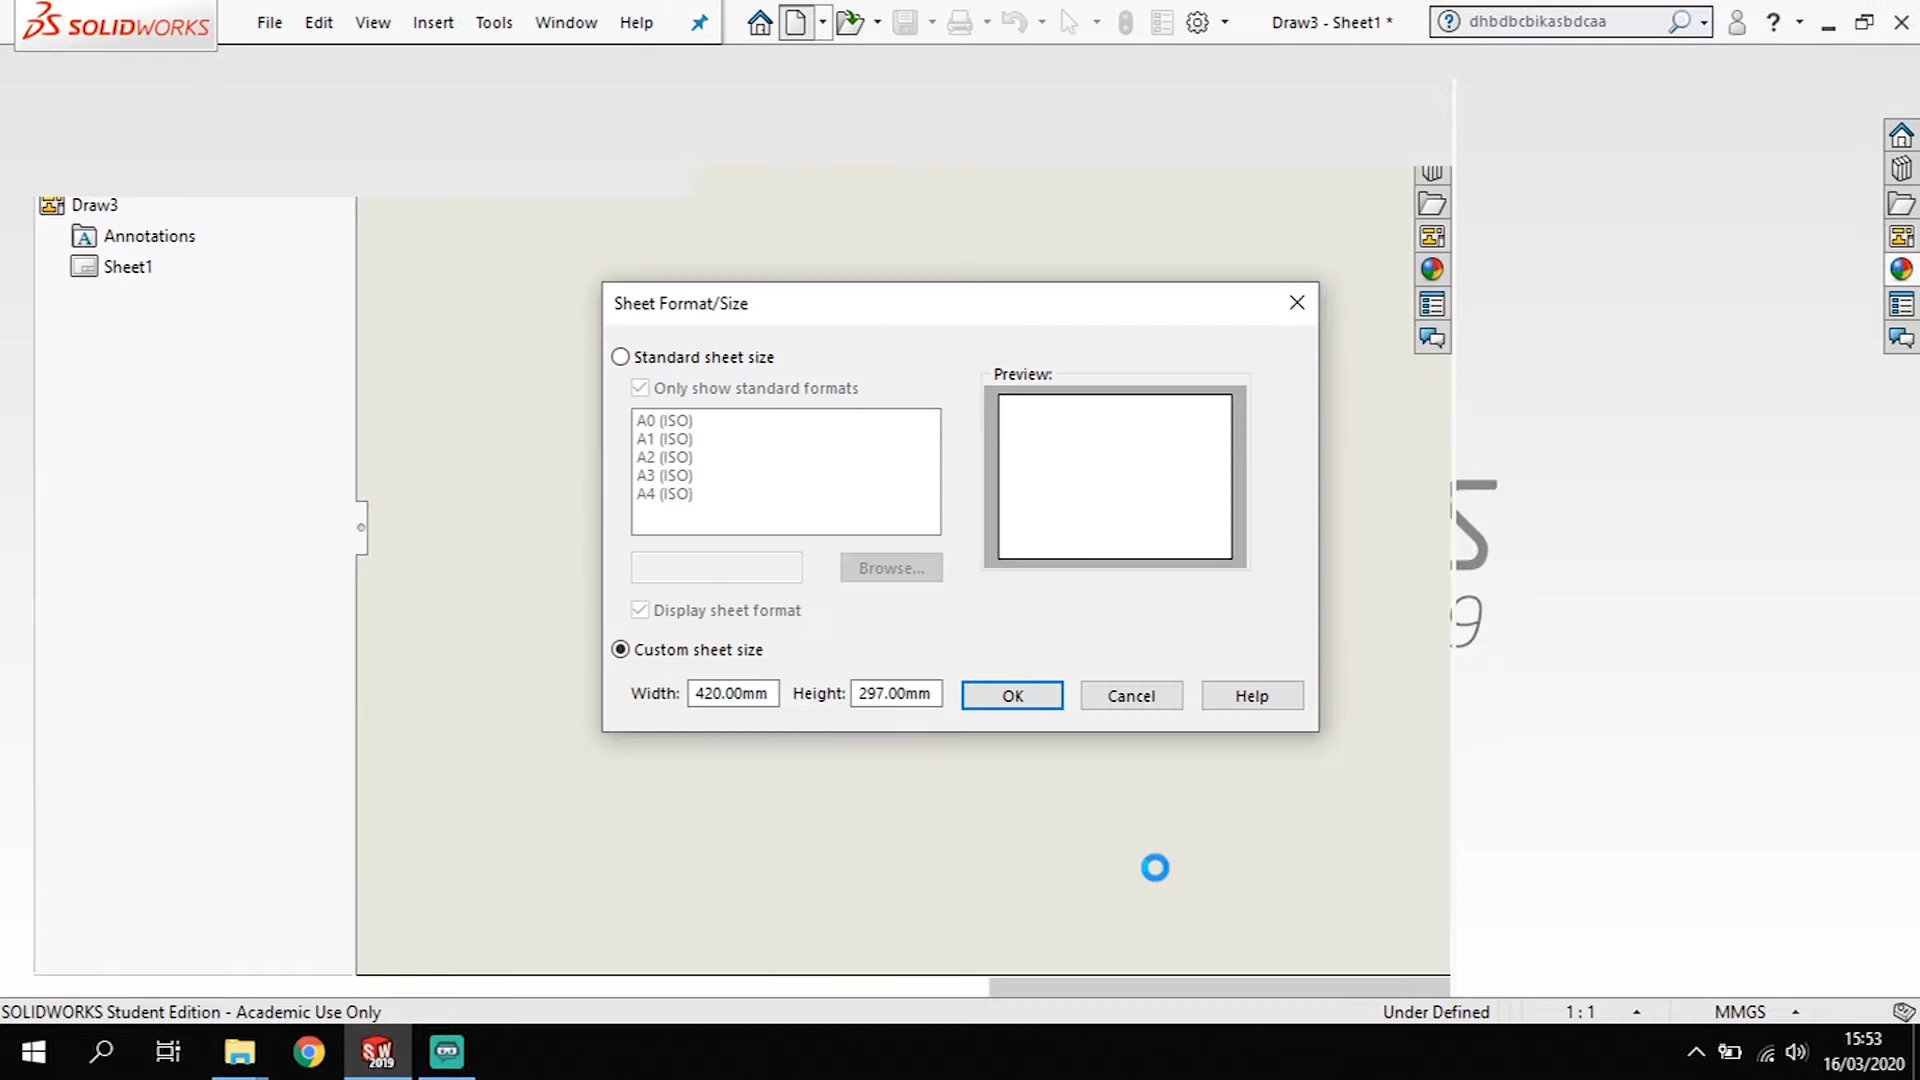 SOLIDWORKS
File Edit View Insert Tools Window Help
Draw3 - Sheet1 *
dhbdbcbikasbdcaa
?
Draw3
Annotations
Sheet1
Sheet Format/Size
Standard sheet size
Only show standard formats
A0 (ISO)
A1 (ISO)
A2 (ISO)
A3 (ISO)
A4 (ISO)
Preview:
Browse...
Display sheet format
Custom sheet size
Width: 420.00mm Height: 297.00mm OK Cancel Help
SOLIDWORKS Student Edition - Academic Use Only
Under Defined 1 : 1 MMGS
SW 2019
15:53
16/03/2020